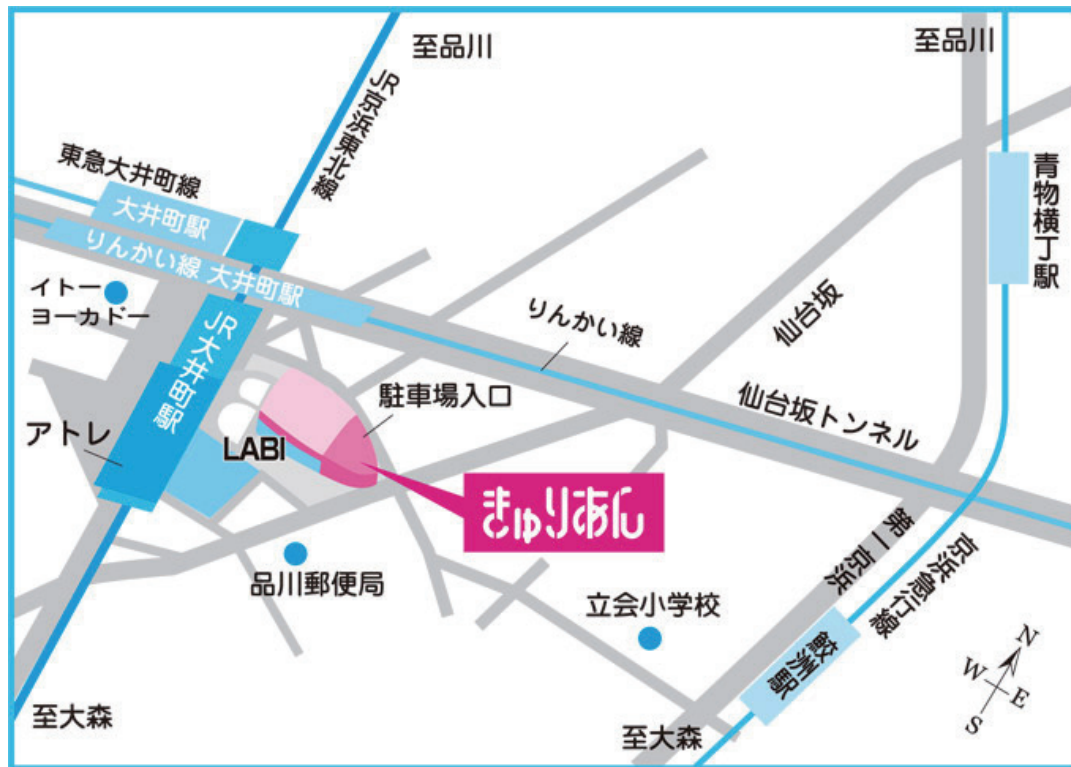 至品川
至品川
JR京浜東北線
東急大井町線
大井町駅
りんかい線 大井町駅
青物横丁駅
イトー
ヨーカドー
JR大井町駅
りんかい線
仙台坂
駐車場入口
仙台坂トンネル
アトレ
LABI
きゅりあん
第一京浜
京浜急行線
品川郵便局
立会小学校
鮫洲駅
N
W
E
S
至大森
至大森